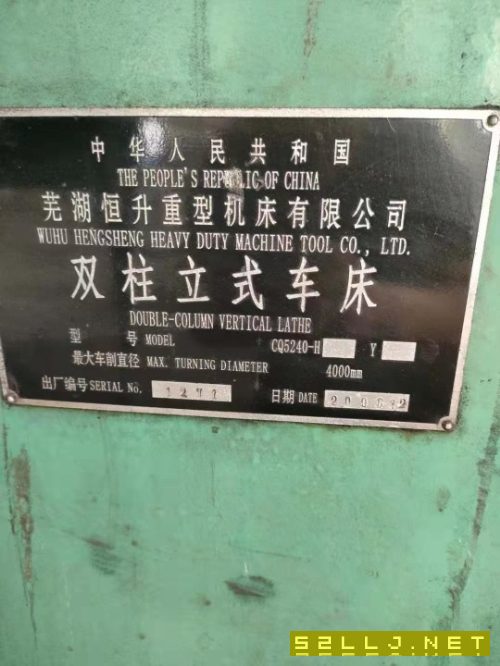 中华人民共和国
THE PEOPLE'S REPUBLIC OF CHINA
芜湖恒升重型机床有限公司
WUHU HENGSHENG HEAVY DUTY MACHINE TOOL CO., LTD.
双柱立式车床
DOUBLE-COLUMN VERTICAL LATHE
型 号 MODEL CQ5240-H Y
最大车削直径 MAX. TURNING DIAMETER 4000mm
出厂编号 SERIAL No. 日期 DATE
52LLJ.NET